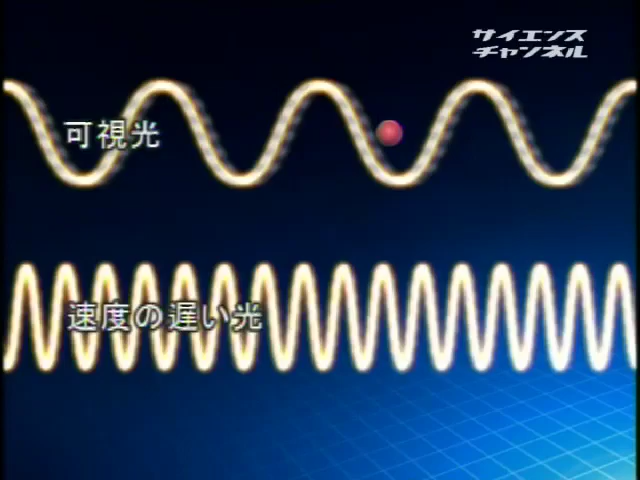 サイエンス
チャンネル
可視光
速度の遅い光